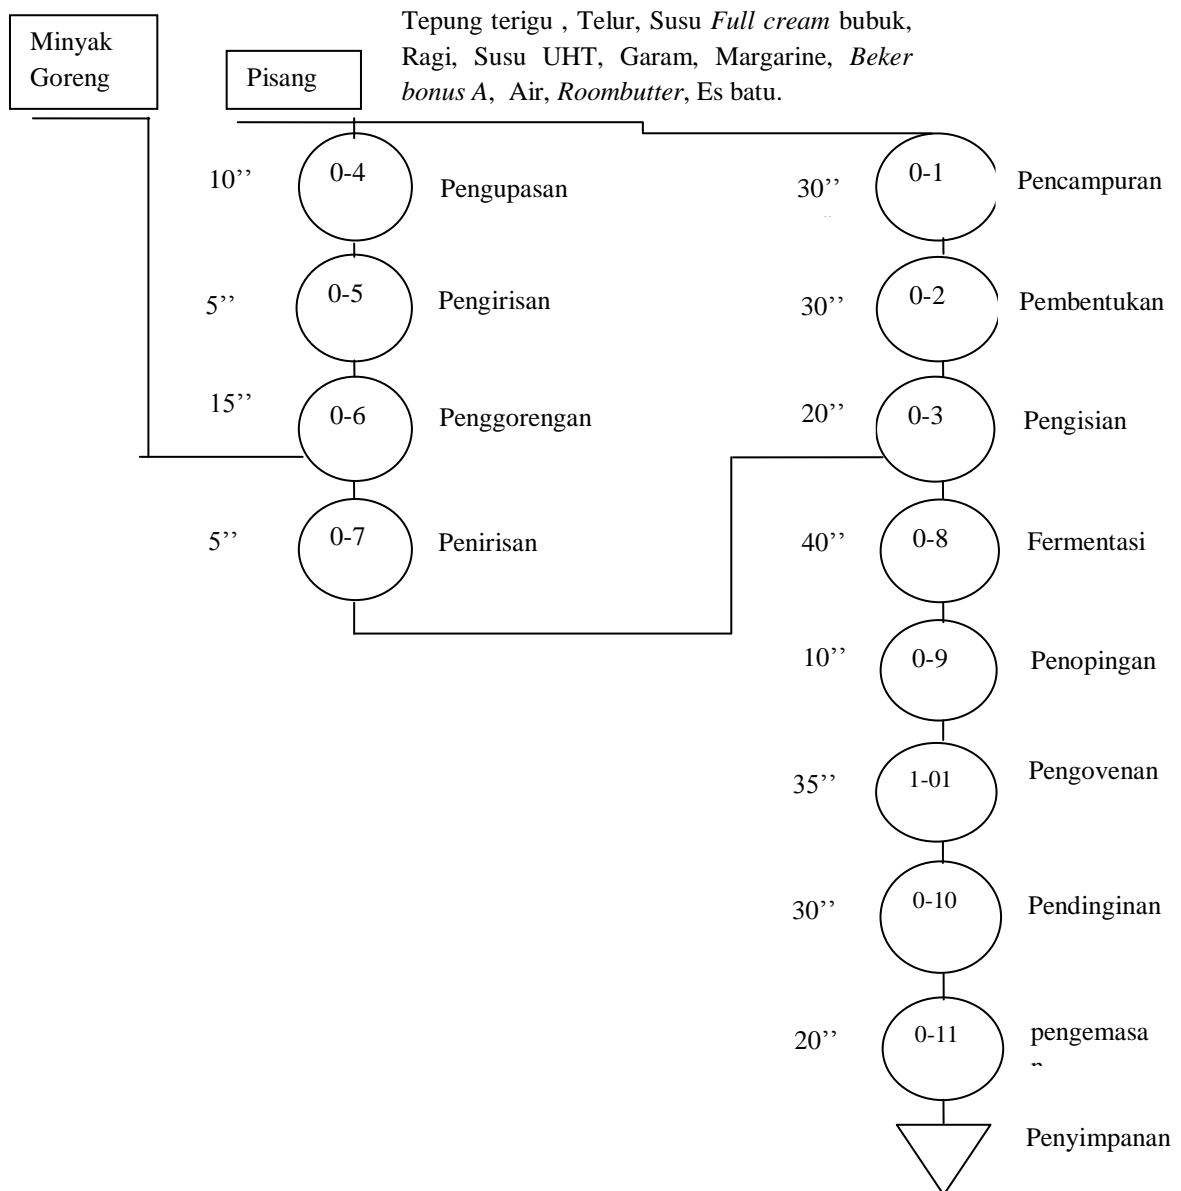 Minyak
Goreng
Pisang
Tepung terigu , Telur, Susu Full cream bubuk,
Ragi, Susu UHT, Garam, Margarine, Beker
bonus A, Air, Roombutter, Es batu.
10’’ 0-4 Pengupasan
30’’ 0-1 Pencampuran
5’’ 0-5 Pengirisan
30’’ 0-2 Pembentukan
15’’ 0-6 Penggorengan
20’’ 0-3 Pengisian
5’’ 0-7 Penirisan
40’’ 0-8 Fermentasi
10’’ 0-9 Penopingan
35’’ 1-01 Pengovenan
30’’ 0-10 Pendinginan
20’’ 0-11 pengemasa
n
Penyimpanan